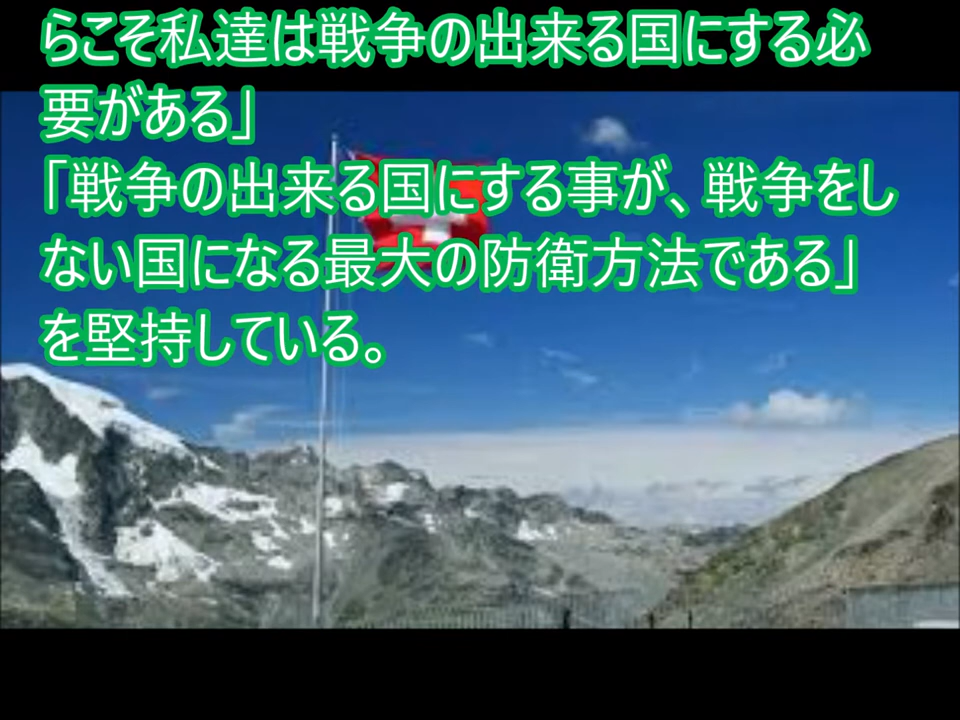 らこそ私達は戦争の出来る国にする必
要がある」
「戦争の出来る国にする事が、戦争をし
ない国になる最大の防衛方法である」
を堅持している。